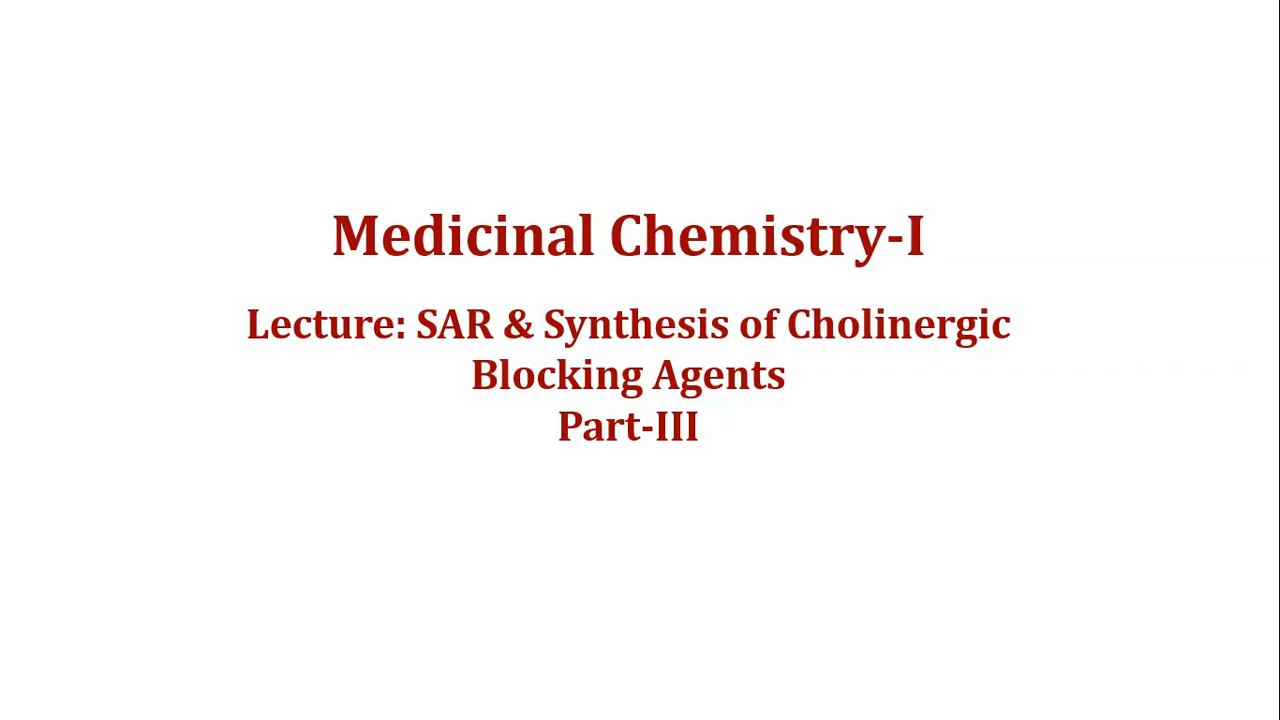 Medicinal Chemistry-I
Lecture: SAR & Synthesis of Cholinergic
Blocking Agents
Part-III